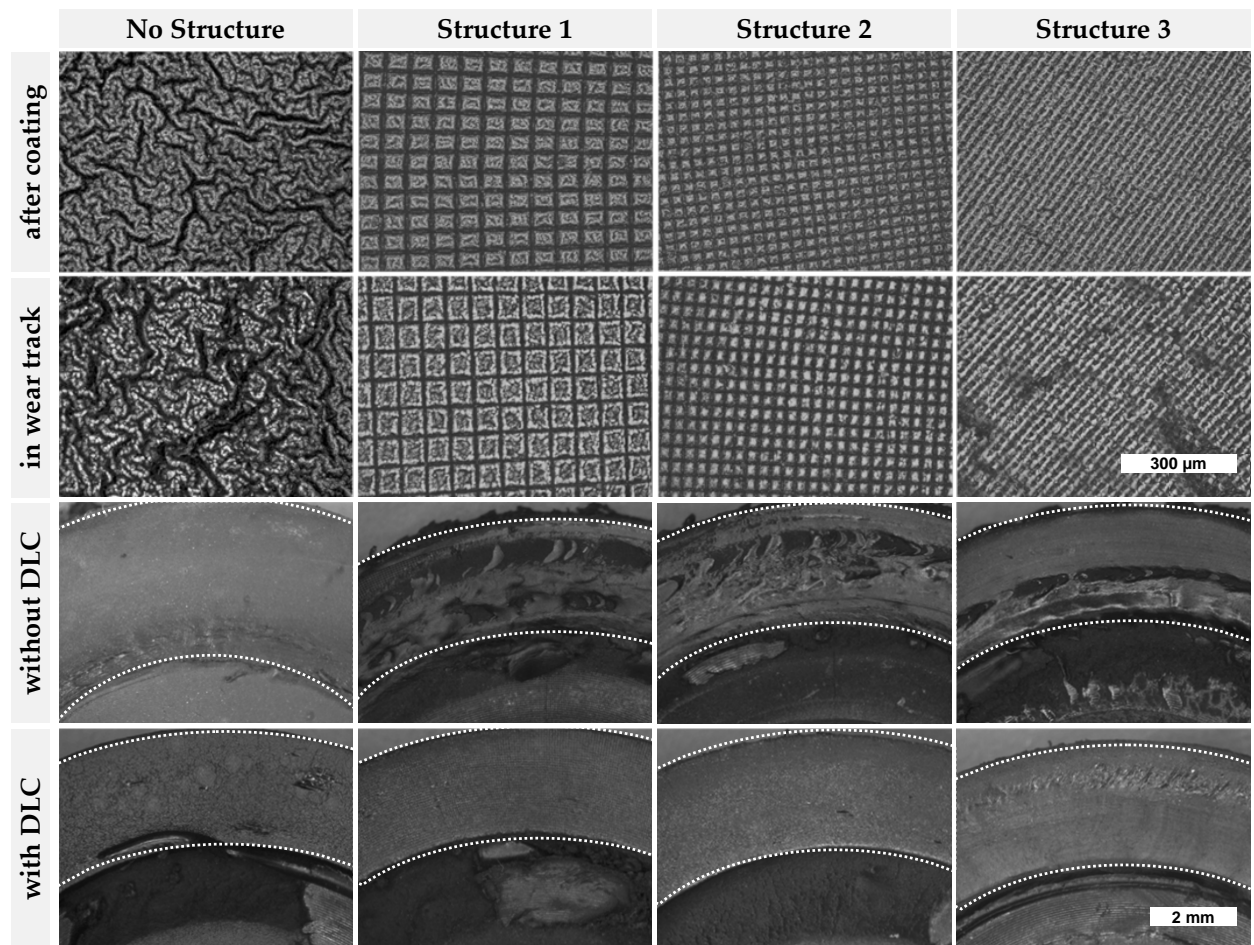 No Structure
Structure 1
Structure 2
Structure 3
after coating
in wear track
300 µm
without DLC
with DLC
2 mm